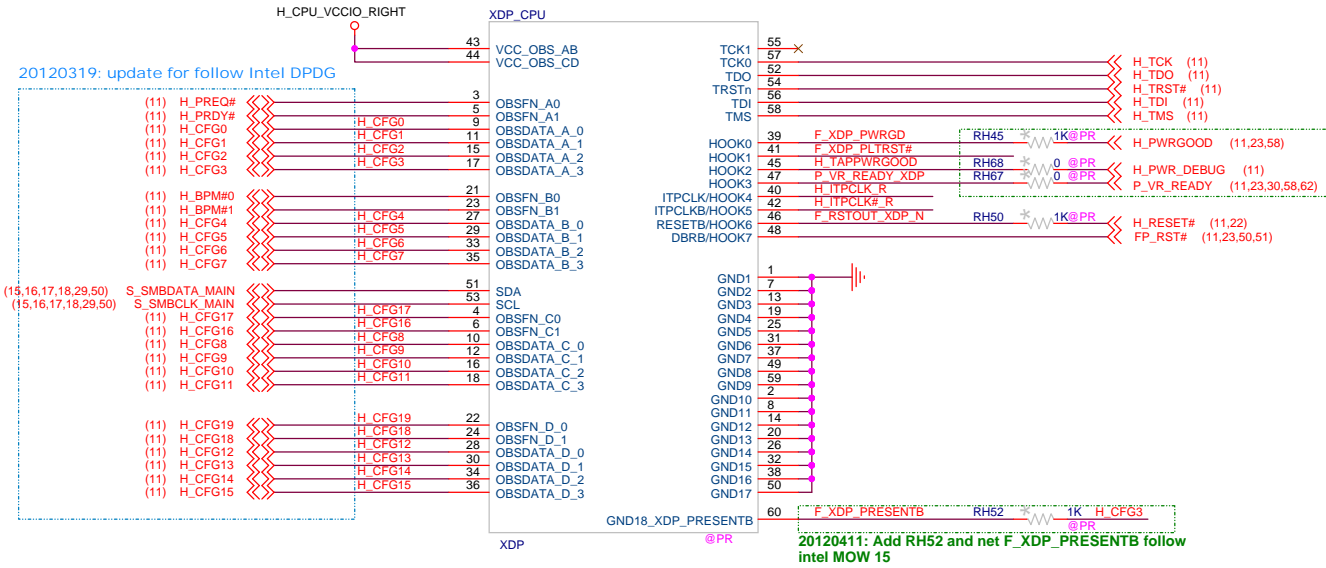 H_CPU_VCCIO_RIGHT
XDP_CPU
20120319: update for follow Intel DPDG
43 VCC_OBS_AB
44 VCC_OBS_CD
(11) H_PREQ# 3 OBSFN_A0
(11) H_PRDY# 5 OBSFN_A1
(11) H_CFG0 H_CFG0 9 OBSDATA_A_0
(11) H_CFG1 H_CFG1 11 OBSDATA_A_1
(11) H_CFG2 H_CFG2 15 OBSDATA_A_2
(11) H_CFG3 H_CFG3 17 OBSDATA_A_3
(11) H_BPM#0 21 OBSFN_B0
(11) H_BPM#1 23 OBSFN_B1
(11) H_CFG4 H_CFG4 27 OBSDATA_B_0
(11) H_CFG5 H_CFG5 29 OBSDATA_B_1
(11) H_CFG6 H_CFG6 33 OBSDATA_B_2
(11) H_CFG7 H_CFG7 35 OBSDATA_B_3
(15,16,17,18,29,50) S_SMBDATA_MAIN 51 SDA
(15,16,17,18,29,50) S_SMBCLK_MAIN 53 SCL
(11) H_CFG17 H_CFG17 4 OBSFN_C0
(11) H_CFG16 H_CFG16 6 OBSFN_C1
(11) H_CFG8 H_CFG8 10 OBSDATA_C_0
(11) H_CFG9 H_CFG9 12 OBSDATA_C_1
(11) H_CFG10 H_CFG10 16 OBSDATA_C_2
(11) H_CFG11 H_CFG11 18 OBSDATA_C_3
(11) H_CFG19 H_CFG19 22 OBSFN_D_0
(11) H_CFG18 H_CFG18 24 OBSFN_D_1
(11) H_CFG12 H_CFG12 28 OBSDATA_D_0
(11) H_CFG13 H_CFG13 30 OBSDATA_D_1
(11) H_CFG14 H_CFG14 34 OBSDATA_D_2
(11) H_CFG15 H_CFG15 36 OBSDATA_D_3
TCK1 55
TCK0 57 H_TCK (11)
TDO 52 H_TDO (11)
TRSTn 54 H_TRST# (11)
TDI 56 H_TDI (11)
TMS 58 H_TMS (11)
HOOK0 39 F_XDP_PWRGD RH45 * 1K @PR H_PWRGOOD (11,23,58)
HOOK1 41 F_XDP_PLTRST#
HOOK2 45 H_TAPPWRGOOD RH68 * 0 @PR H_PWR_DEBUG (11)
HOOK3 47 P_VR_READY_XDP RH67 * 0 @PR P_VR_READY (11,23,30,58,62)
ITPCLK/HOOK4 40 H_ITPCLK_R
ITPCLKB/HOOK5 42 H_ITPCLK#_R
RESETB/HOOK6 46 F_RSTOUT_XDP_N RH50 * 1K @PR H_RESET# (11,22)
DBRB/HOOK7 48 FP_RST# (11,23,50,51)
GND1 1
GND2 7
GND3 13
GND4 19
GND5 25
GND6 31
GND7 37
GND8 49
GND9 59
GND10 2
GND11 8
GND12 14
GND13 20
GND14 26
GND15 32
GND16 38
GND17 50
GND18_XDP_PRESENTB 60 F_XDP_PRESENTB RH52 * 1K H_CFG3
@PR
XDP
@PR
20120411: Add RH52 and net F_XDP_PRESENTB follow
intel MOW 15